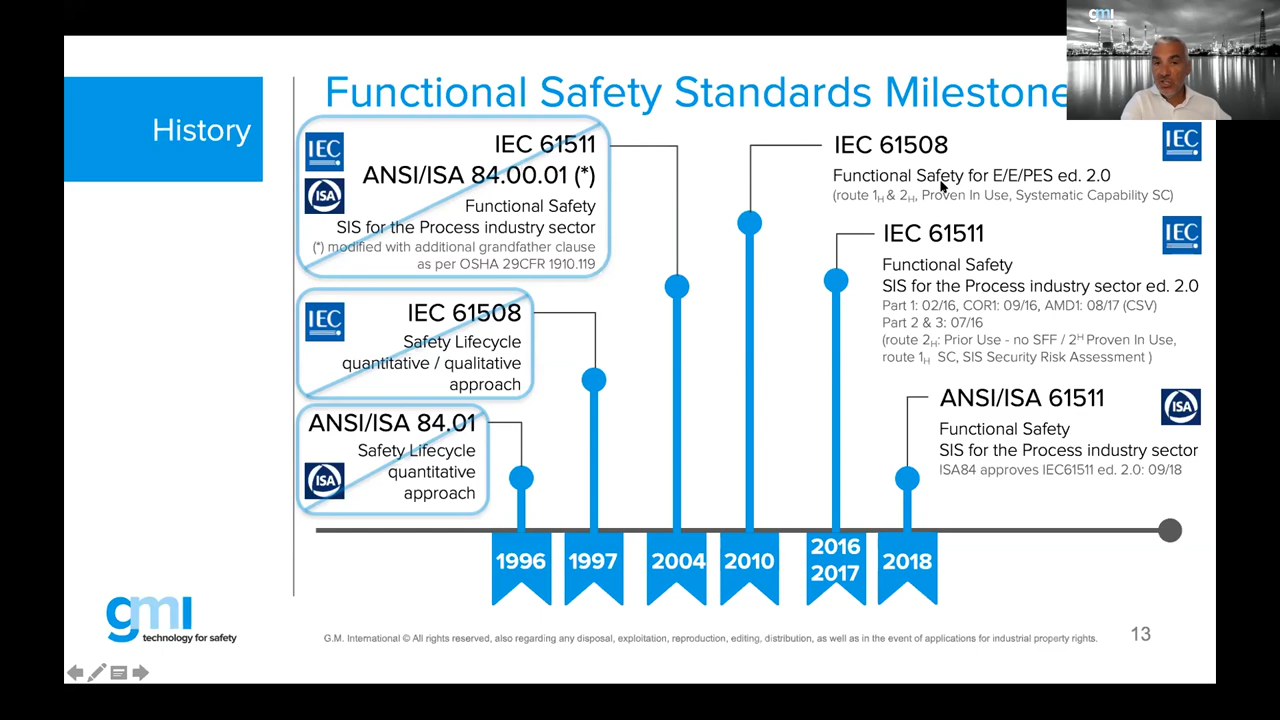 gmi
History
Functional Safety Standards Milestone
IEC
ISA
IEC 61511
ANSI/ISA 84.00.01 (*)
Functional Safety
SIS for the Process industry sector
(*) modified with additional grandfather clause
as per OSHA 29CFR 1910.119
IEC
IEC 61508
Safety Lifecycle
quantitative / qualitative
approach
ANSI/ISA 84.01
Safety Lifecycle
quantitative
approach
ISA
IEC 61508
IEC
Functional Safety for E/E/PES ed. 2.0
(route 1H & 2H, Proven In Use, Systematic Capability SC)
IEC 61511
IEC
Functional Safety
SIS for the Process industry sector ed. 2.0
Part 1: 02/16, COR1: 09/16, AMD1: 08/17 (CSV)
Part 2 & 3: 07/16
(route 2H: Prior Use - no SFF / 2H Proven In Use,
route 1H SC, SIS Security Risk Assessment )
ANSI/ISA 61511
ISA
Functional Safety
SIS for the Process industry sector
ISA84 approves IEC61511 ed. 2.0: 09/18
1996
1997
2004
2010
2016
2017
2018
gmi
technology for safety
G.M. International © All rights reserved, also regarding any disposal, exploitation, reproduction, editing, distribution, as well as in the event of applications for industrial property rights.
13